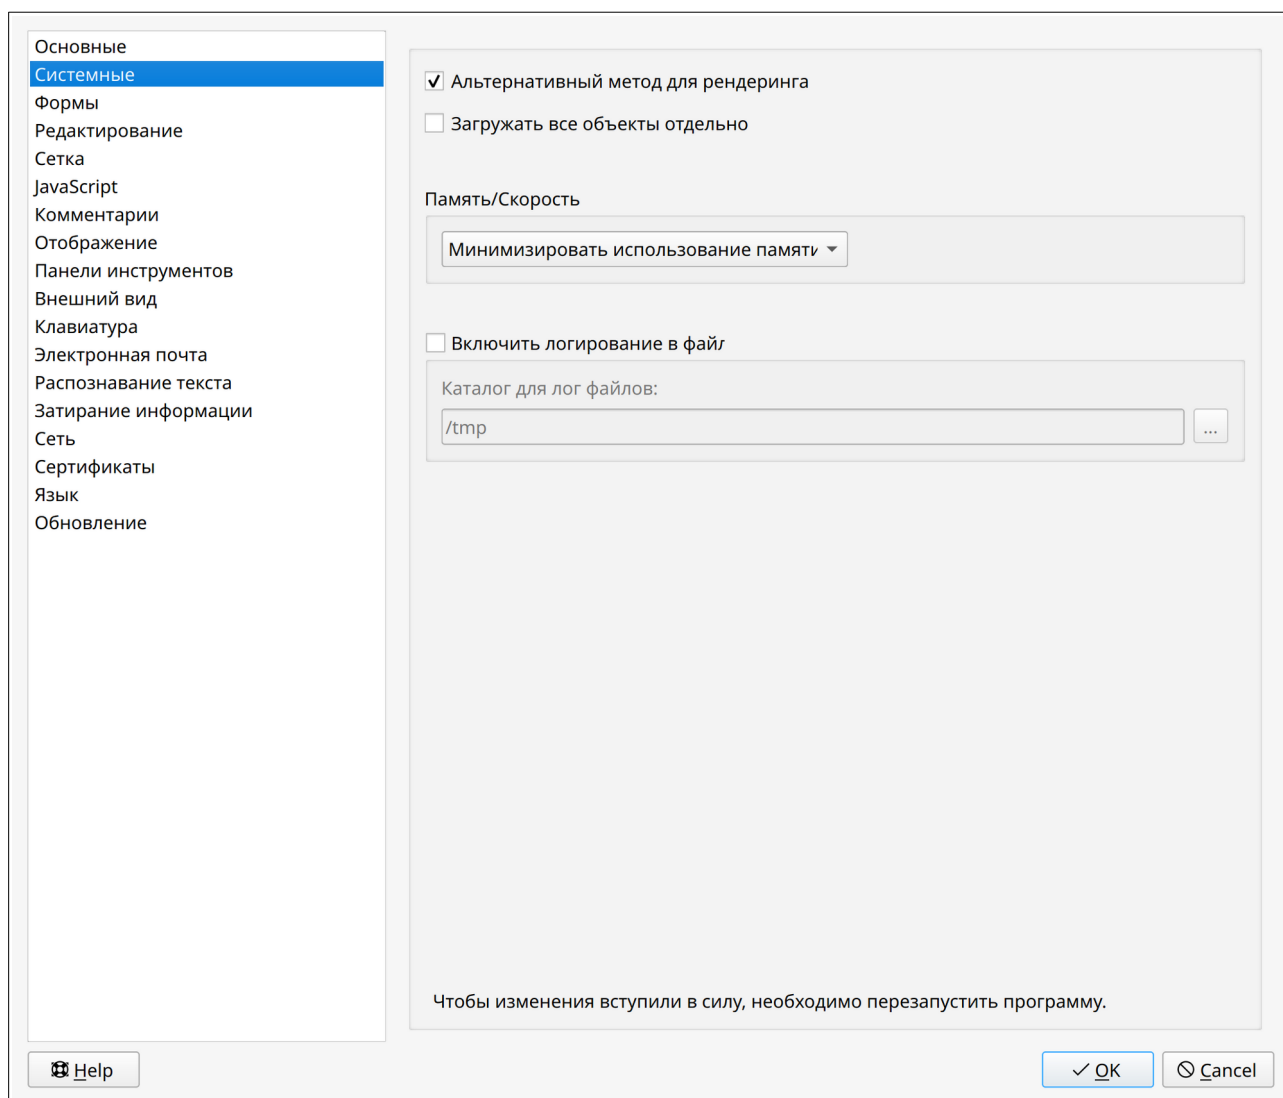 Основные
Системные
Формы
Редактирование
Сетка
JavaScript
Комментарии
Отображение
Панели инструментов
Внешний вид
Клавиатура
Электронная почта
Распознавание текста
Затирание информации
Сеть
Сертификаты
Язык
Обновление
Альтернативный метод для рендеринга
Загружать все объекты отдельно
Память/Скорость
Минимизировать использование памяти
Включить логирование в файл
Каталог для лог файлов:
/tmp
...
Чтобы изменения вступили в силу, необходимо перезапустить программу.
Help
OK
Cancel